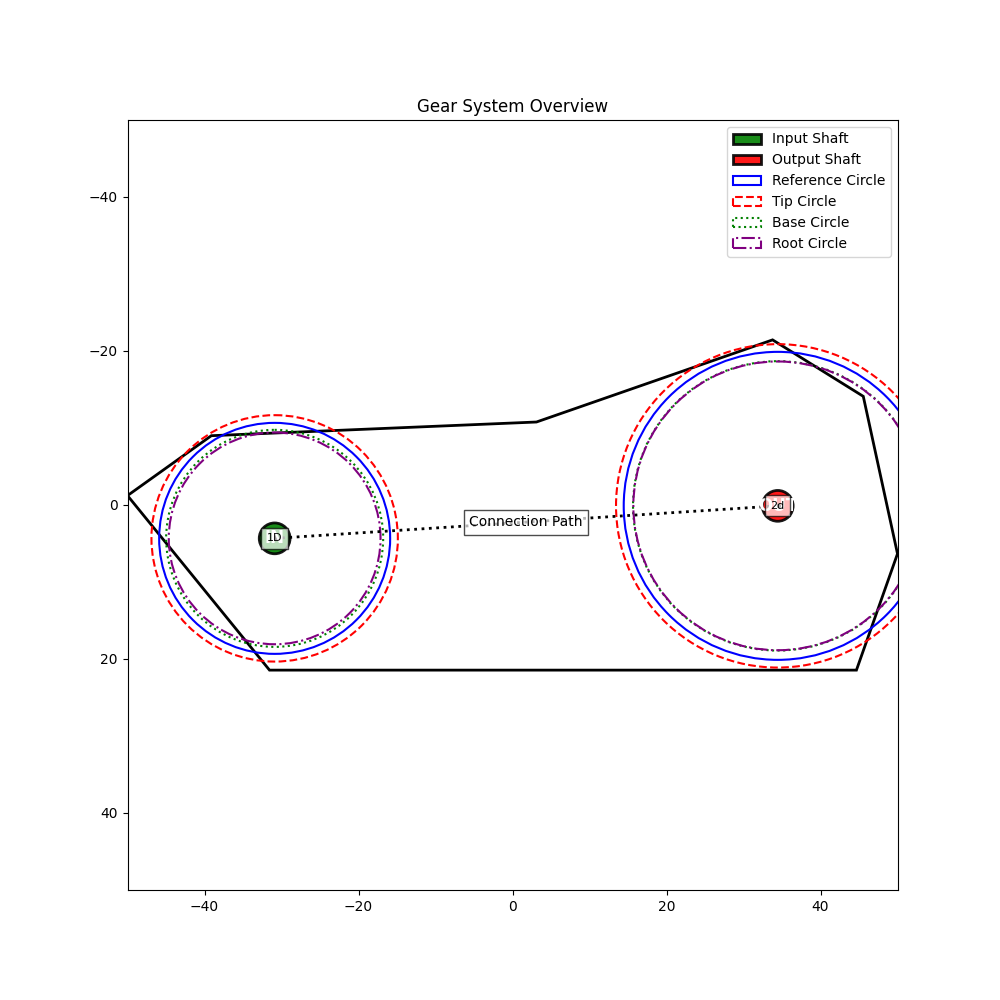 Gear System Overview
Input Shaft
Output Shaft
Reference Circle
Tip Circle
Base Circle
Root Circle
−40
−20
0
20
40
1D
Connection Path
2d
−40
−20
0
20
40